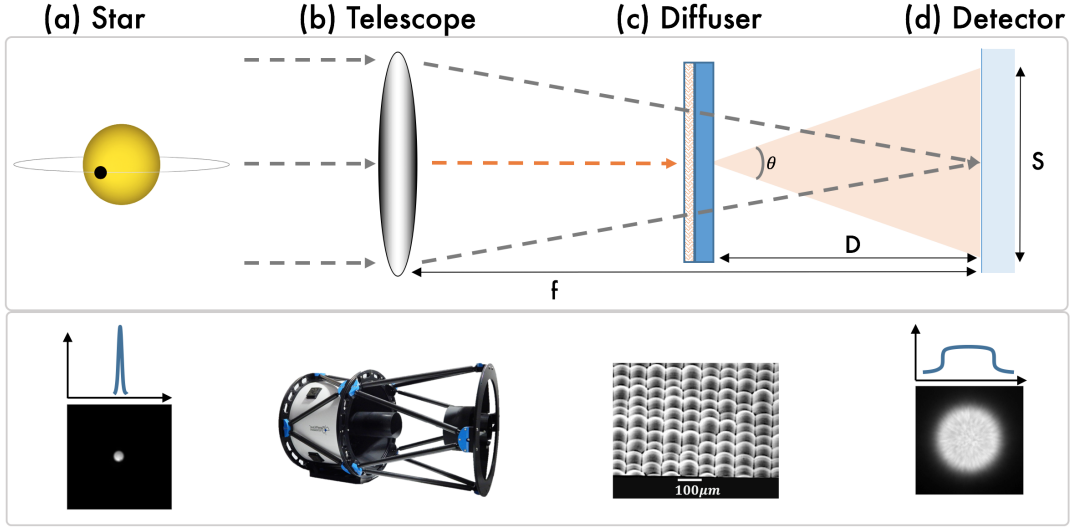 (a) Star
(b) Telescope
(c) Diffuser
(d) Detector
θ
S
D
f
100μm